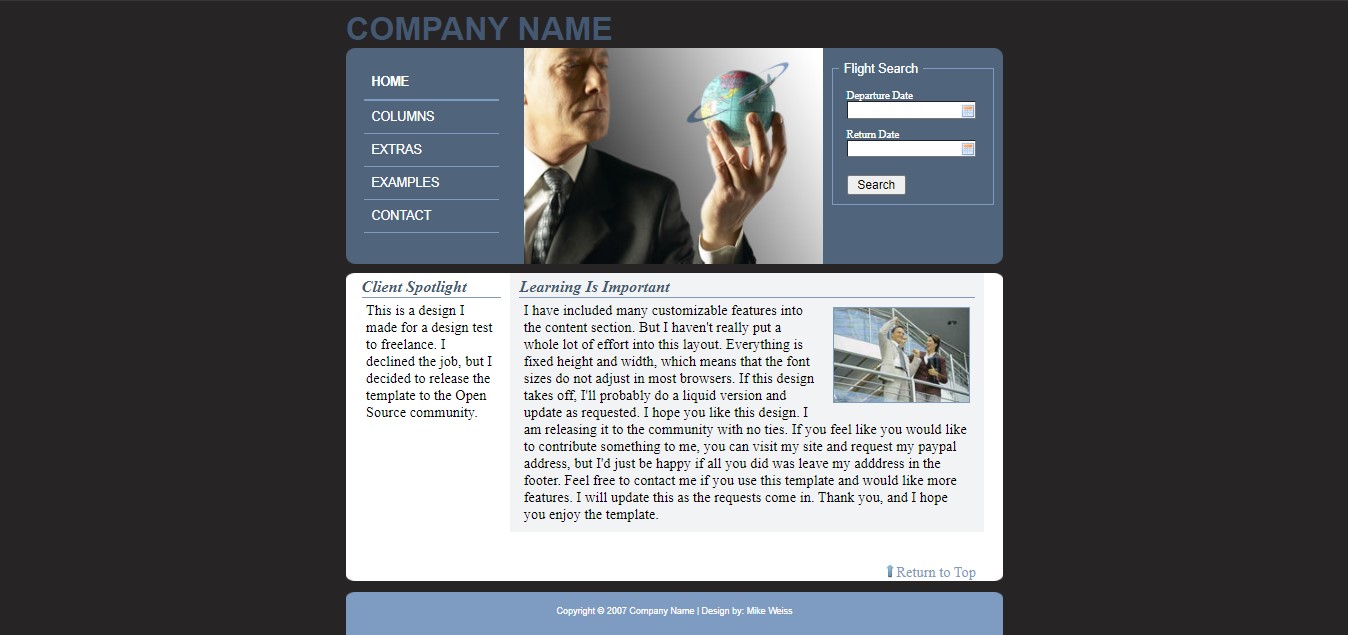 COMPANY NAME
HOME
COLUMNS
EXTRAS
EXAMPLES
CONTACT
Flight Search
Departure Date
Return Date
Search
Client Spotlight
This is a design I
made for a design test
to freelance. I
declined the job, but I
decided to release the
template to the Open
Source community.
Learning Is Important
I have included many customizable features into
the content section. But I haven't really put a
whole lot of effort into this layout. Everything is
fixed height and width, which means that the font
sizes do not adjust in most browsers. If this design
takes off, I'll probably do a liquid version and
update as requested. I hope you like this design. I
am releasing it to the community with no ties. If you feel like you would like
to contribute something to me, you can visit my site and request my paypal
address, but I'd just be happy if all you did was leave my adddress in the
footer. Feel free to contact me if you use this template and would like more
features. I will update this as the requests come in. Thank you, and I hope
you enjoy the template.
Return to Top
Copyright © 2007 Company Name | Design by: Mike Weiss